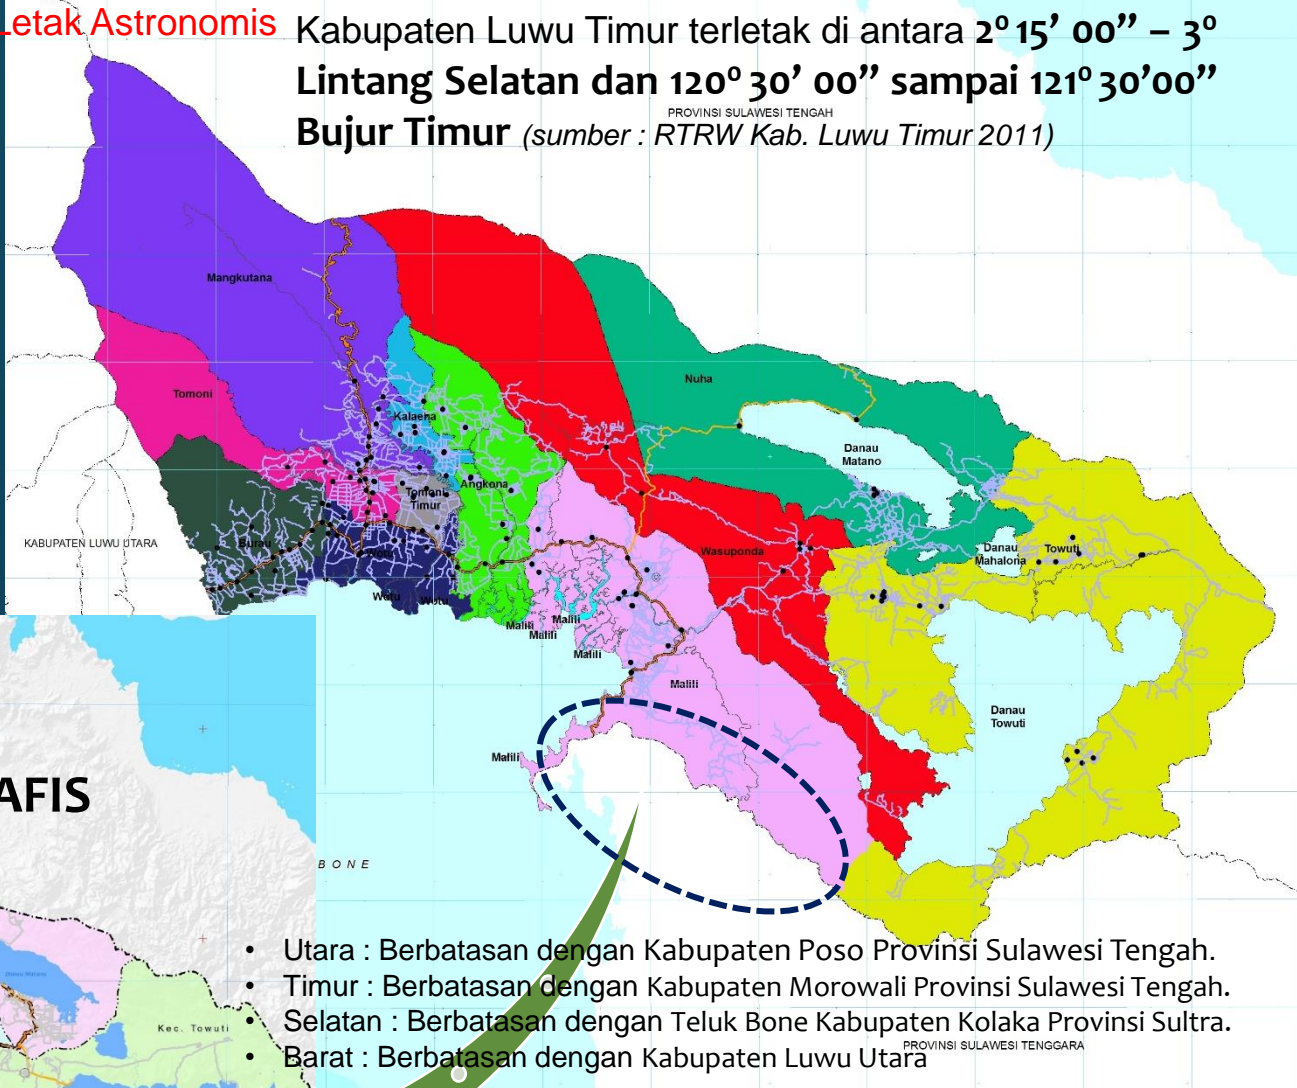 Letak Astronomis
Kabupaten Luwu Timur terletak di antara 2º 15’ 00” – 3º
Lintang Selatan dan 120º 30’ 00” sampai 121º 30’00”
Bujur Timur (sumber : RTRW Kab. Luwu Timur 2011)
PROVINSI SULAWESI TENGAH
Mangkutana
Nuha
Tomoni
Kalaena
Danau
Matano
Angkona
Tomoni
Timur
KABUPATEN LUWU UTARA
Burau
Wotu
Wasuponda
Danau
Mahalona
Towuti
Wotu
Wotu
Malili
Malili
Malili
Malili
Malili
Danau
Towuti
Malili
AFIS
BONE
• Utara : Berbatasan dengan Kabupaten Poso Provinsi Sulawesi Tengah.
• Timur : Berbatasan dengan Kabupaten Morowali Provinsi Sulawesi Tengah.
• Selatan : Berbatasan dengan Teluk Bone Kabupaten Kolaka Provinsi Sultra.
• Barat : Berbatasan dengan Kabupaten Luwu Utara
PROVINSI SULAWESI TENGGARA
Kec. Towuti